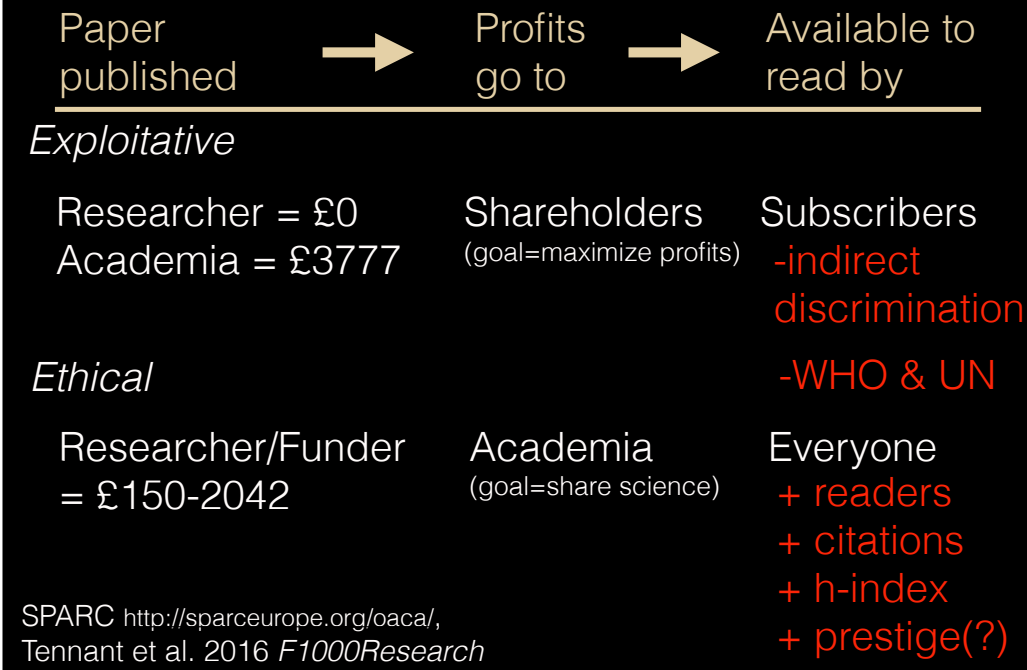 Paper published
Profits go to
Available to read by
Exploitative
Researcher = £0
Academia = £3777
Shareholders
(goal=maximize profits)
Subscribers
-indirect
discrimination
-WHO & UN
Ethical
Researcher/Funder
= £150-2042
Academia
(goal=share science)
Everyone
+ readers
+ citations
+ h-index
+ prestige(?)
SPARC http://sparceurope.org/oaca/,
Tennant et al. 2016 F1000Research